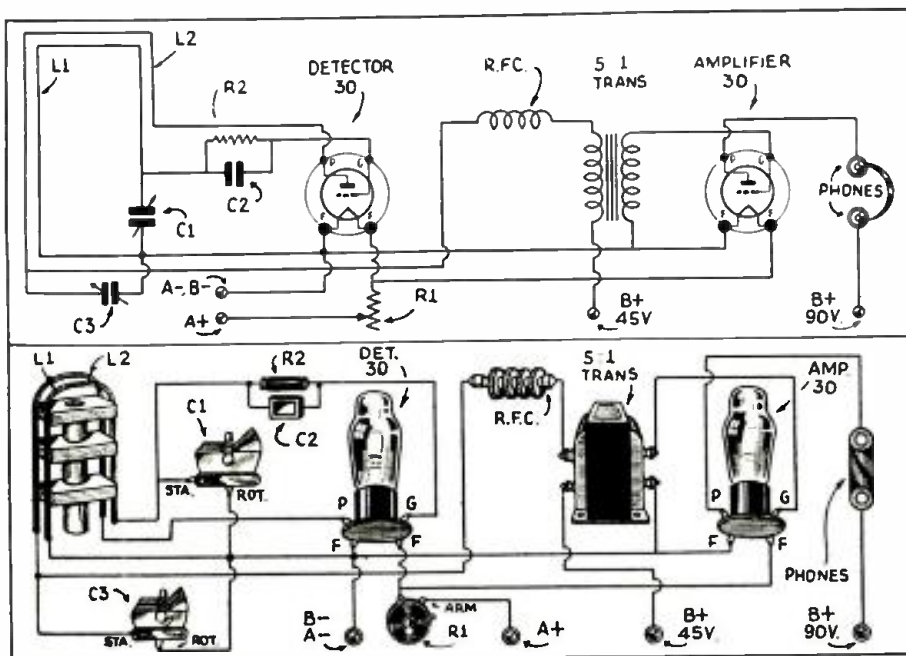 L1
L2
R2
DETECTOR
30
R.F.C.
5 1
TRANS
AMPLIFIER
30
P G
C2
F F
P G
F F
PHONES
C1
C3
A-, B-
A+
R1
B+
45V
B+
90V.
L1 L2
R2
DET.
30
5-1
TRANS
AMP.
30
C1
C2
R.F.C.
STA. ROT.
P G
F F
P G
F F
PHONES
C3
STA. ROT.
B-
A-
ARM
R1
A+
B+
45V.
B+
90V.